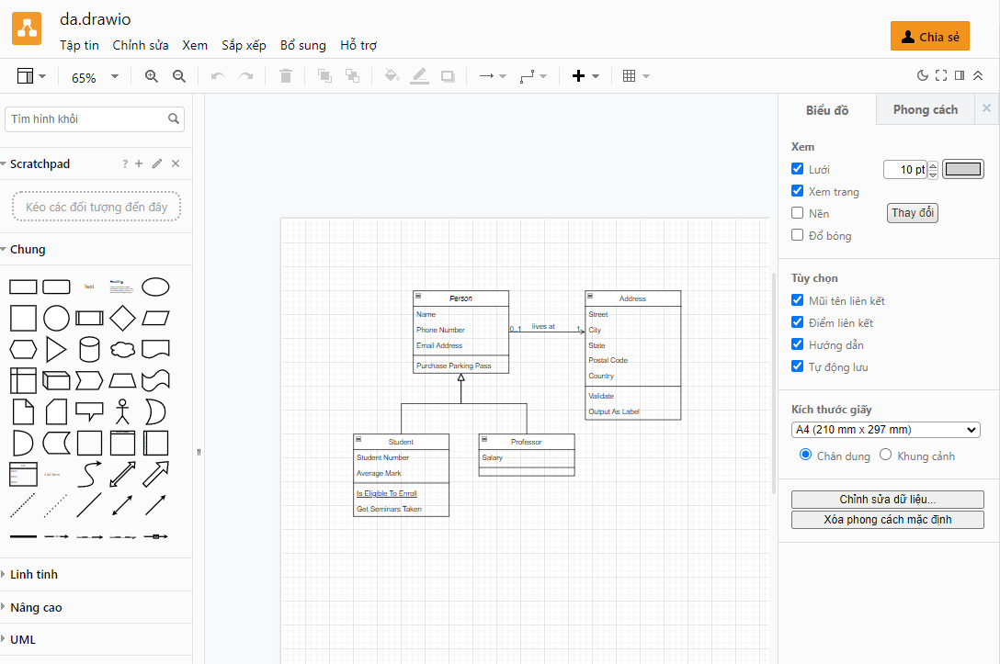 da.drawio
Tập tin Chỉnh sửa Xem Sắp xếp Bổ sung Hỗ trợ
Chia sẻ
65%
Tìm hình khối
Scratchpad
?
Kéo các đối tượng đến đây
Chung
Text
Heading
List Item
Linh tinh
Nâng cao
UML
Person
Name
Phone Number
Email Address
Purchase Parking Pass
0..1 lives at 1
Address
Street
City
State
Postal Code
Country
Validate
Output As Label
Student
Student Number
Average Mark
Is Eligible To Enroll
Get Seminars Taken
Professor
Salary
Biểu đồ
Phong cách
Xem
Lưới
10 pt
Xem trang
Nền
Thay đổi
Đổ bóng
Tùy chọn
Mũi tên liên kết
Điểm liên kết
Hướng dẫn
Tự động lưu
Kích thước giấy
A4 (210 mm x 297 mm)
Chân dung Khung cảnh
Chỉnh sửa dữ liệu...
Xóa phong cách mặc định